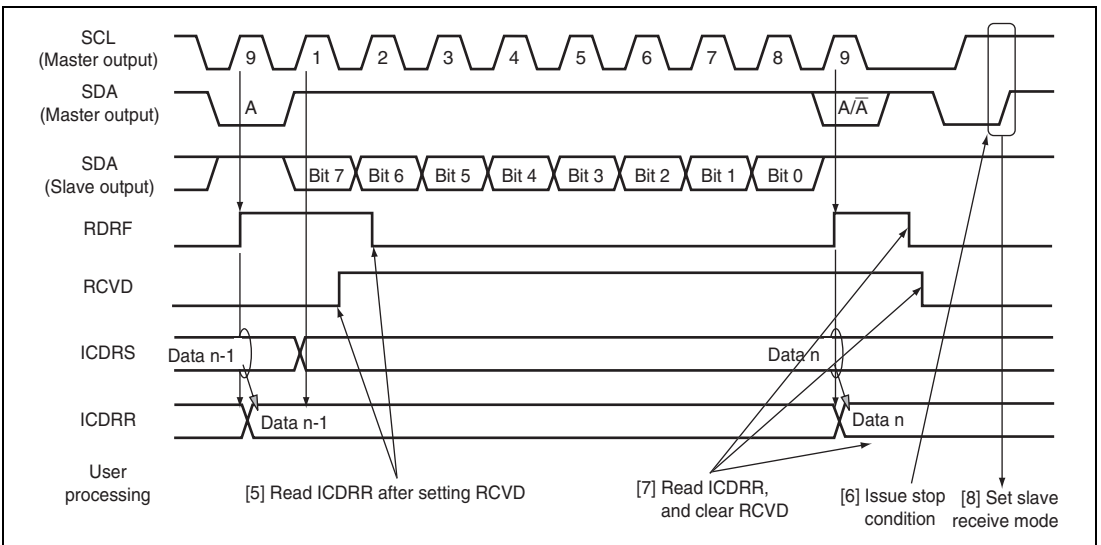 SCL
(Master output)
9 1 2 3 4 5 6 7 8 9
SDA
(Master output)
A A/A̅
SDA
(Slave output)
Bit 7 Bit 6 Bit 5 Bit 4 Bit 3 Bit 2 Bit 1 Bit 0
RDRF
RCVD
ICDRS
Data n-1 Data n
ICDRR
Data n-1 Data n
User
processing
[5] Read ICDRR after setting RCVD
[7] Read ICDRR,
and clear RCVD
[6] Issue stop
condition
[8] Set slave
receive mode